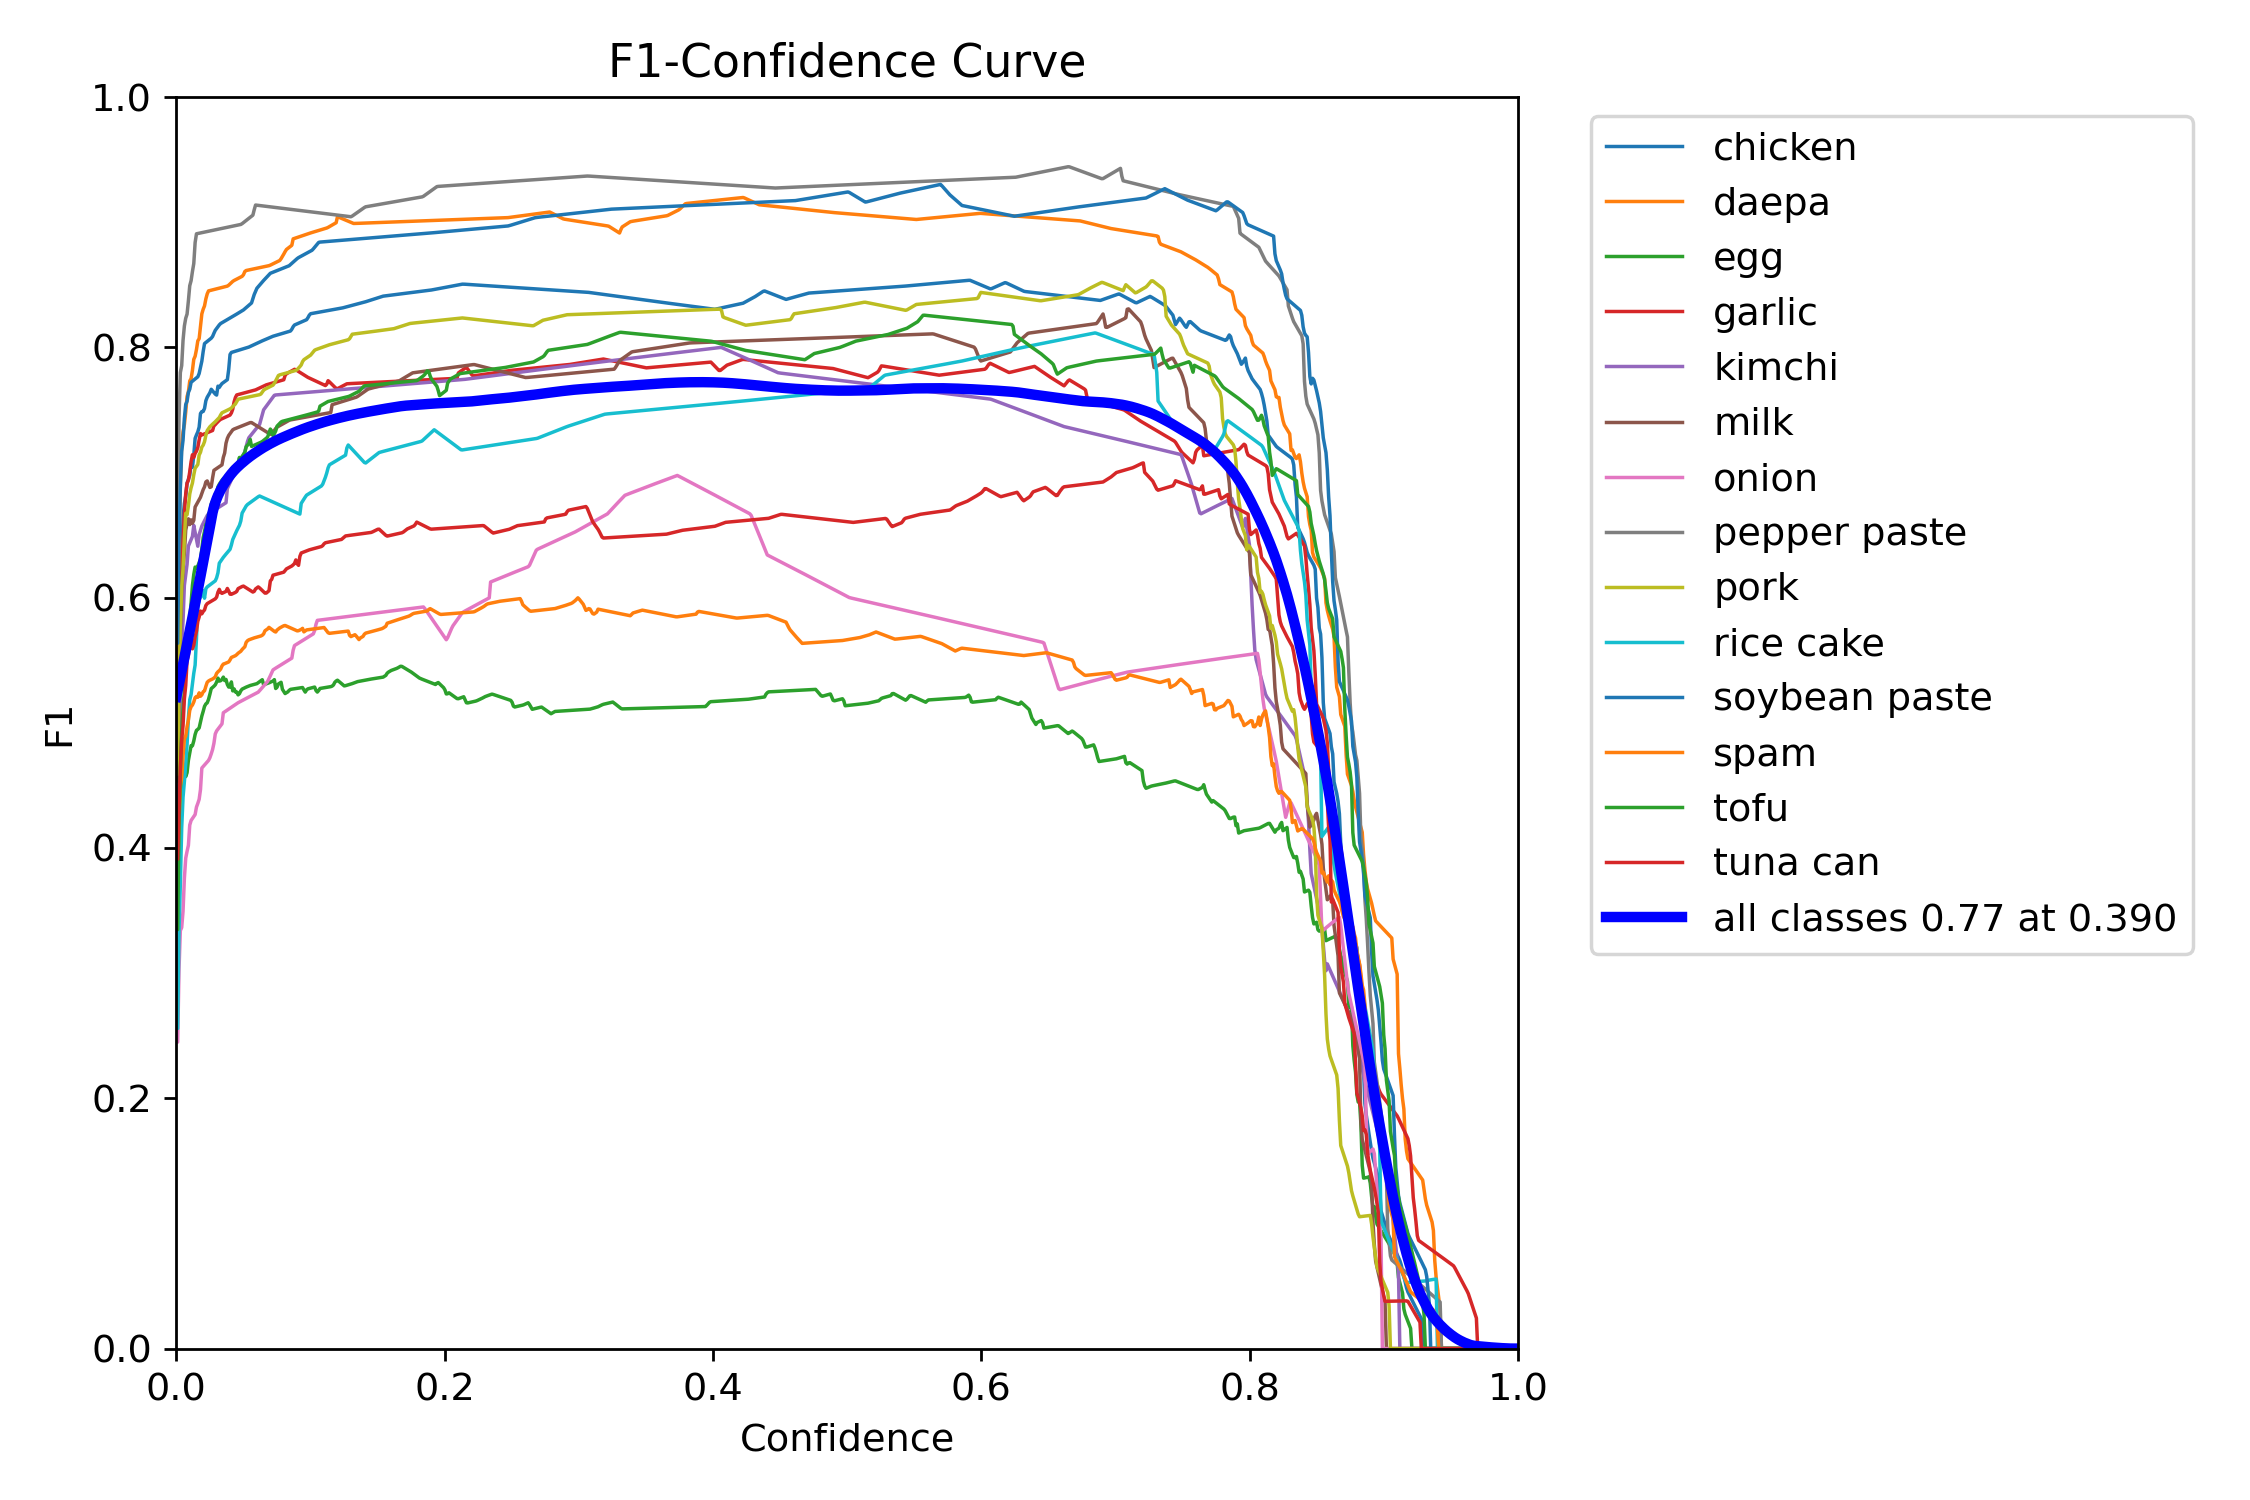 F1-Confidence Curve
1.0
0.8
0.6
0.4
0.2
0.0
F1
0.0 0.2 0.4 0.6 0.8 1.0
Confidence
chicken
daepa
egg
garlic
kimchi
milk
onion
pepper paste
pork
rice cake
soybean paste
spam
tofu
tuna can
all classes 0.77 at 0.390